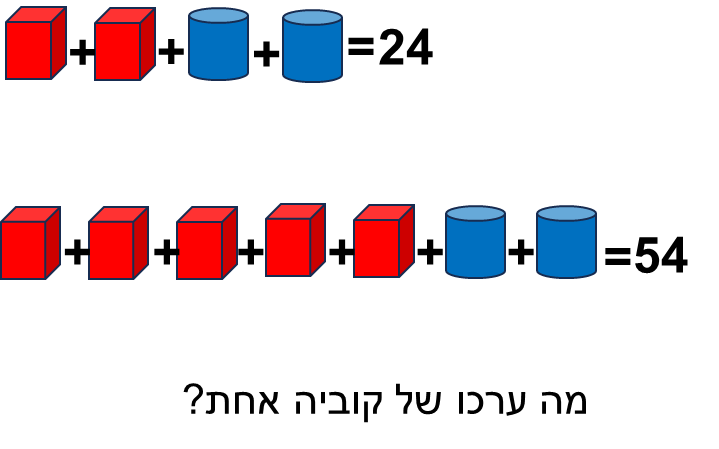 + + + =24
+ + + + + + =54
מה ערכו של קוביה אחת?